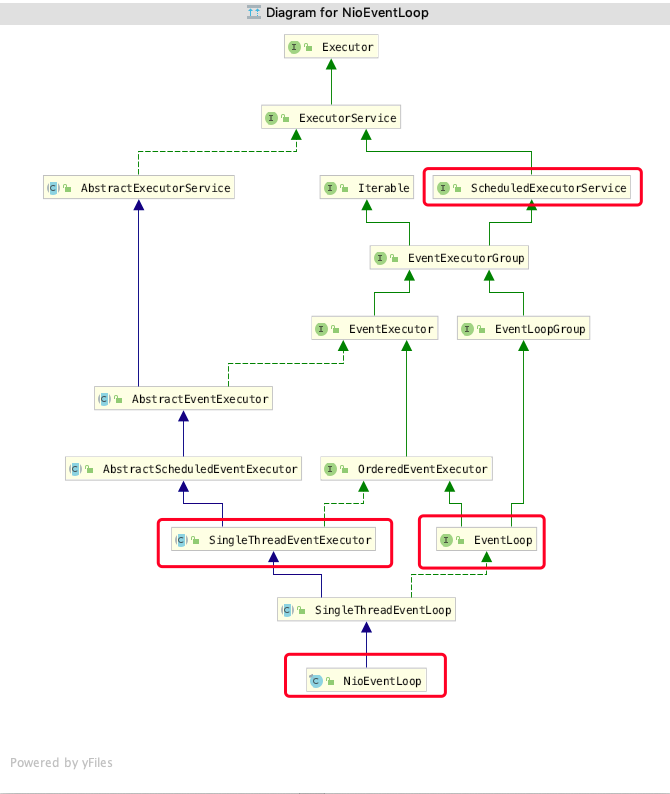 Diagram for NioEventLoop
I Executor
I ExecutorService
C AbstractExecutorService
I Iterable
I ScheduledExecutorService
I EventExecutorGroup
I EventExecutor
I EventLoopGroup
C AbstractEventExecutor
C AbstractScheduledEventExecutor
I OrderedEventExecutor
C SingleThreadEventExecutor
I EventLoop
C SingleThreadEventLoop
C NioEventLoop
Powered by yFiles